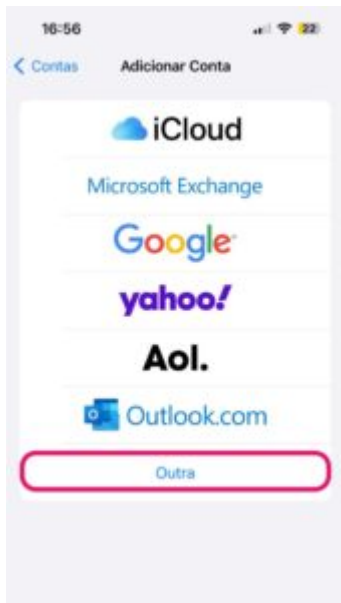 16:56
22
Contas
Adicionar Conta
iCloud
Microsoft Exchange
Google
yahoo!
Aol.
Outlook.com
Outra